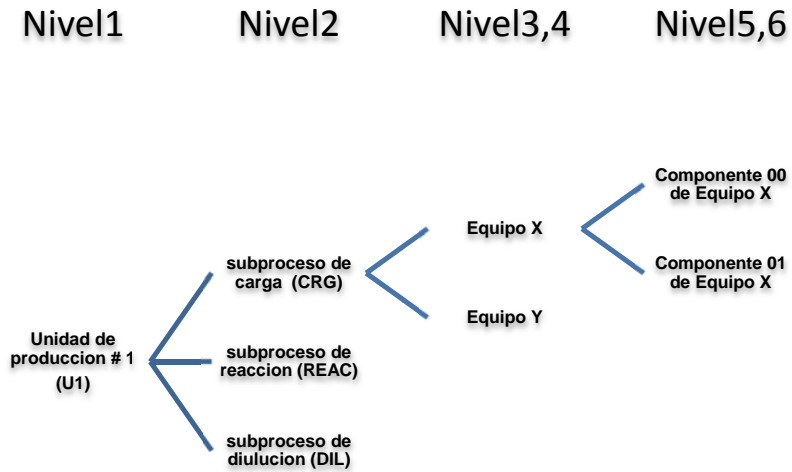 Nivel1
Nivel2
Nivel3,4
Nivel5,6
Unidad de
produccion # 1
(U1)
subproceso de
carga (CRG)
subproceso de
reaccion (REAC)
subproceso de
diulucion (DIL)
Equipo X
Equipo Y
Componente 00
de Equipo X
Componente 01
de Equipo X